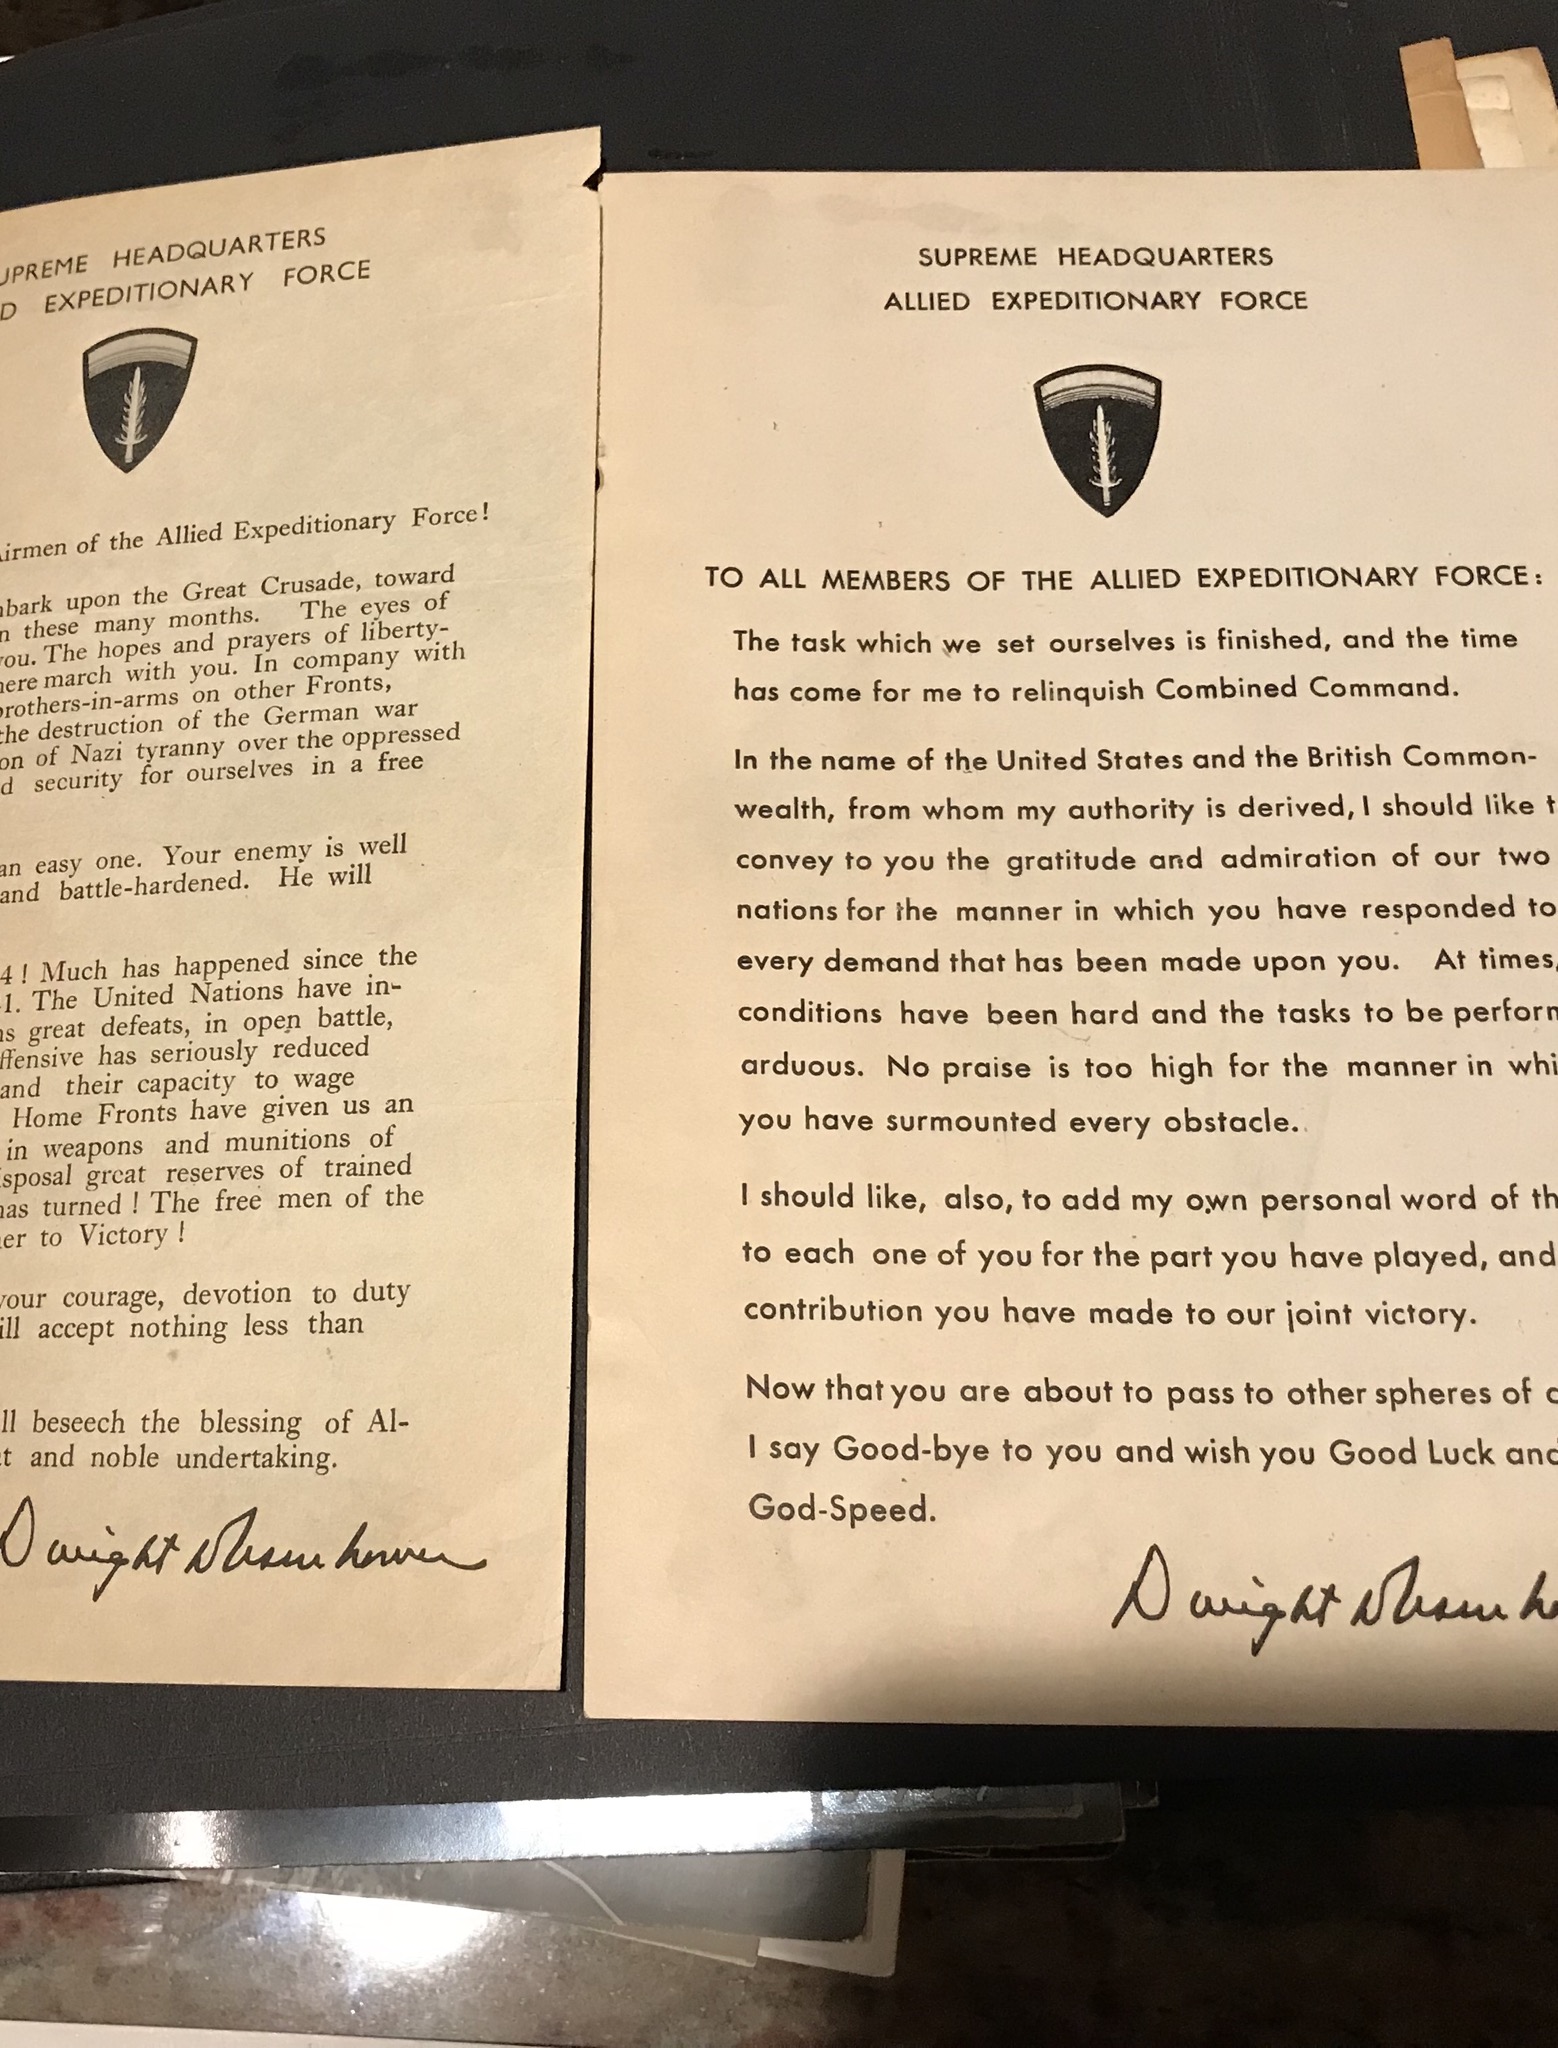 SUPREME HEADQUARTERS
EXPEDITIONARY FORCE
of the Allied Expeditionary Force!
upon the Great Crusade, toward
these many months. The eyes of
The hopes and prayers of liberty-
march with you. In company with
brothers-in-arms on other Fronts,
the destruction of the German war
of Nazi tyranny over the oppressed
security for ourselves in a free
an easy one. Your enemy is well
and battle-hardened. He will
4! Much has happened since the
1. The United Nations have in-
great defeats, in open battle,
has seriously reduced
and their capacity to wage
Home Fronts have given us an
in weapons and munitions of
great reserves of trained
has turned! The free men of the
to Victory!
your courage, devotion to duty
accept nothing less than
beseech the blessing of Al-
and noble undertaking.
Dwight D Eisenhower
SUPREME HEADQUARTERS
ALLIED EXPEDITIONARY FORCE
TO ALL MEMBERS OF THE ALLIED EXPEDITIONARY FORCE:
The task which we set ourselves is finished, and the time
has come for me to relinquish Combined Command.
In the name of the United States and the British Common-
wealth, from whom my authority is derived, I should like
convey to you the gratitude and admiration of our two
nations for the manner in which you have responded to
every demand that has been made upon you. At times,
conditions have been hard and the tasks to be
arduous. No praise is too high for the manner in
you have surmounted every obstacle.
I should like, also, to add my own personal word of
to each one of you for the part you have played, and
contribution you have made to our joint victory.
Now that you are about to pass to other spheres of
I say Good-bye to you and wish you Good Luck and
God-Speed.
Dwight D